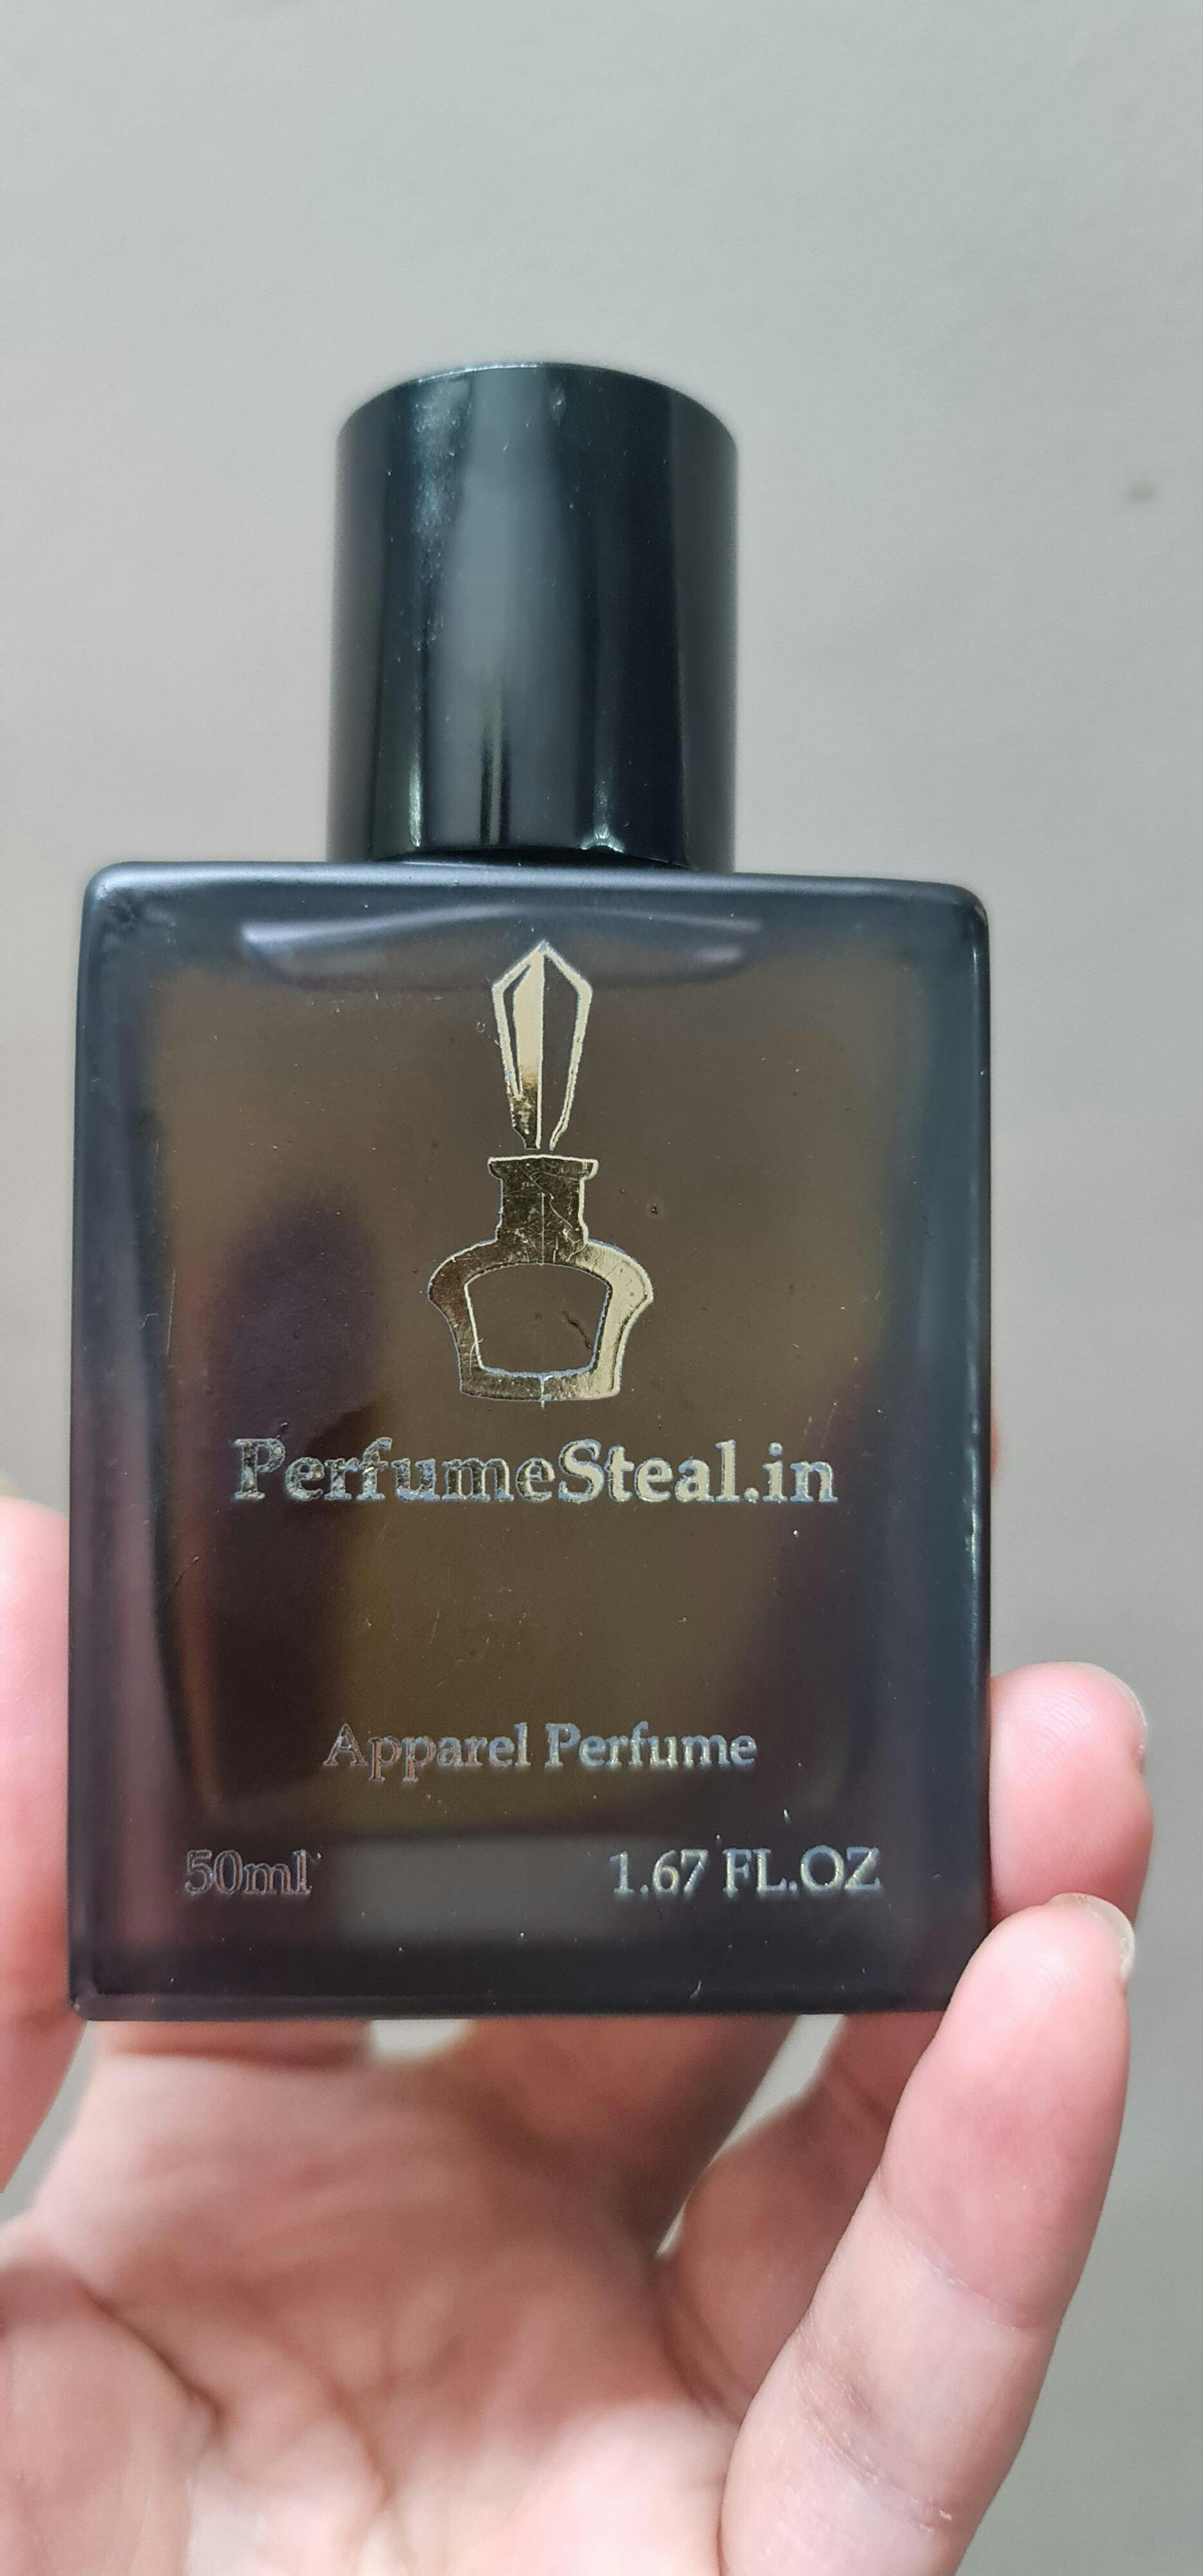 PerfumeSteal.in
Apparel Perfume
50ml
1.67 FL.OZ